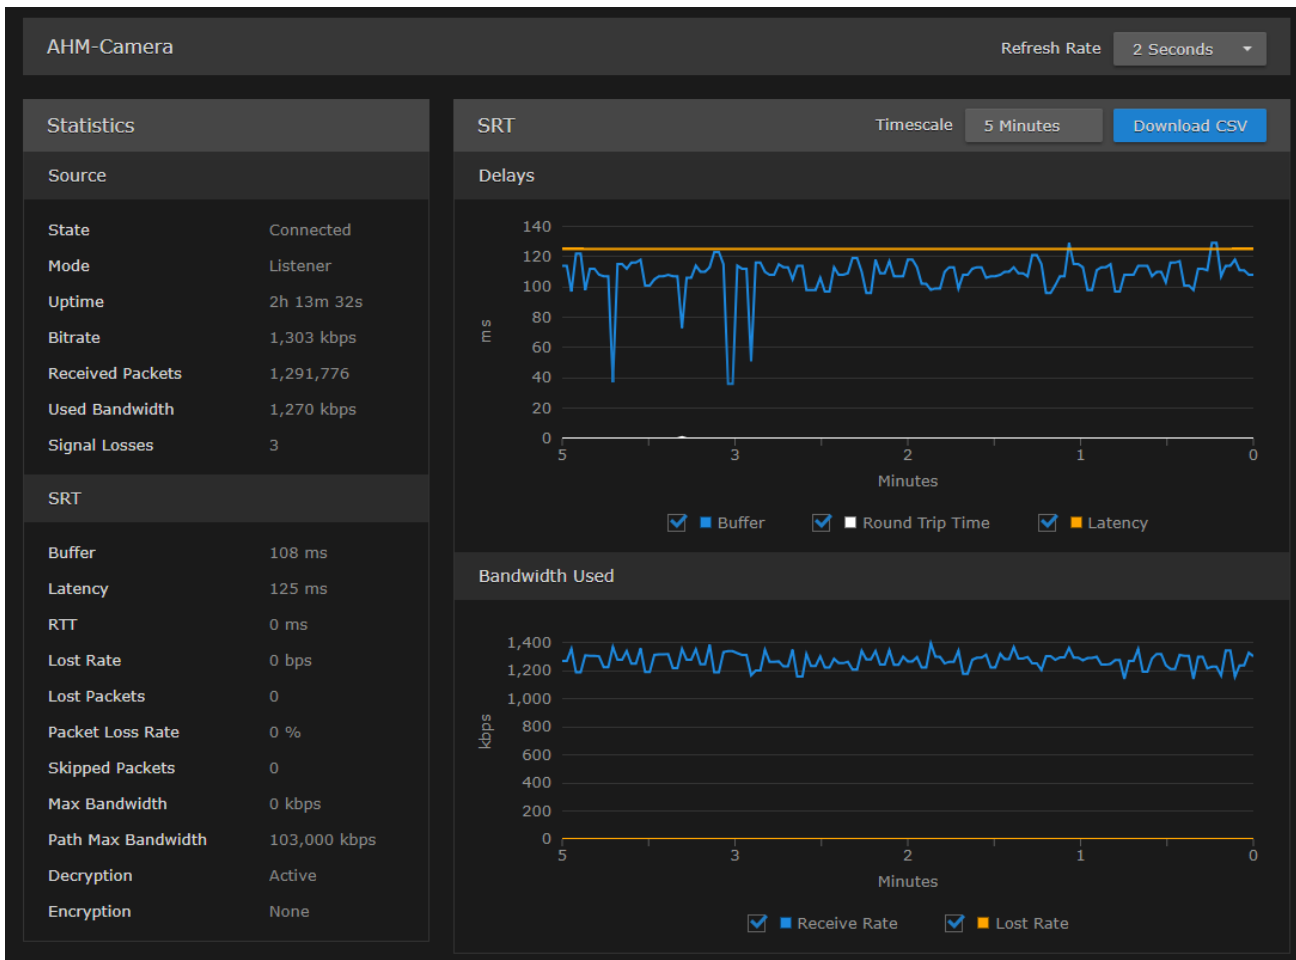 AHM-Camera
Refresh Rate 2 Seconds
Statistics
Source
State Connected
Mode Listener
Uptime 2h 13m 32s
Bitrate 1,303 kbps
Received Packets 1,291,776
Used Bandwidth 1,270 kbps
Signal Losses 3
SRT
Buffer 108 ms
Latency 125 ms
RTT 0 ms
Lost Rate 0 bps
Lost Packets 0
Packet Loss Rate 0 %
Skipped Packets 0
Max Bandwidth 0 kbps
Path Max Bandwidth 103,000 kbps
Decryption Active
Encryption None
SRT
Timescale 5 Minutes Download CSV
Delays
140
120
100
80
60
40
20
0
ms
5 3 2 1 0
Minutes
Buffer Round Trip Time Latency
Bandwidth Used
1,400
1,200
1,000
800
600
400
200
0
kbps
5 3 2 1 0
Minutes
Receive Rate Lost Rate